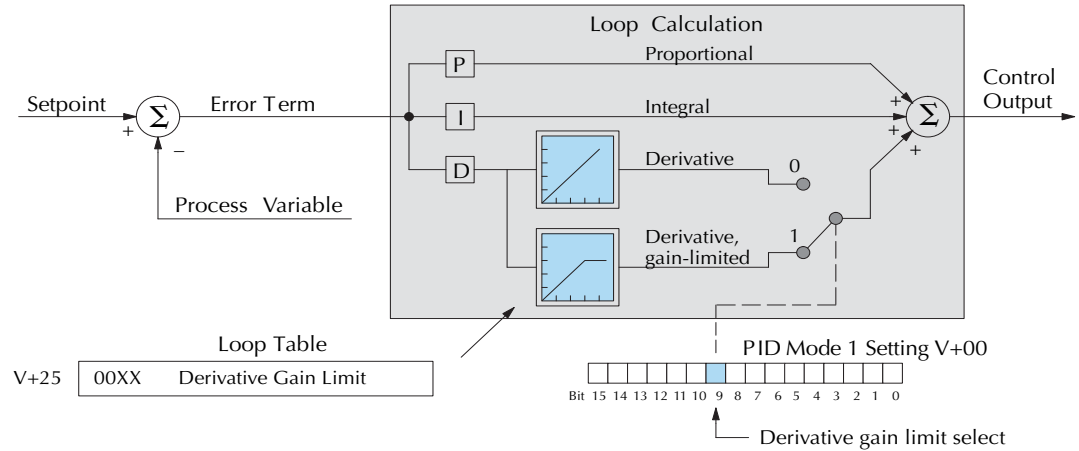 Loop Calculation
P
Proportional
Control
Output
Setpoint
+
Σ
−
Error Term
I
Integral
+
+
+
Σ
D
Derivative
0
Process Variable
Derivative,
gain-limited
1
Loop Table
V+25
00XX Derivative Gain Limit
PID Mode 1 Setting V+00
Bit 15 14 13 12 11 10 9 8 7 6 5 4 3 2 1 0
Derivative gain limit select